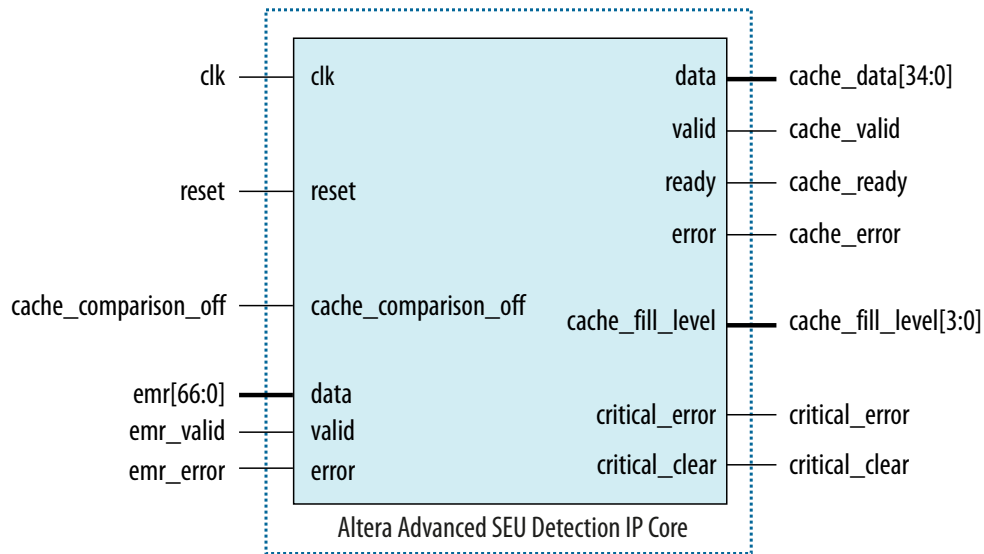 clk clk data cache_data[34:0]
valid cache_valid
reset reset ready cache_ready
error cache_error
cache_comparison_off cache_comparison_off
cache_fill_level cache_fill_level[3:0]
emr[66:0] data
critical_error critical_error
emr_valid valid
emr_error error critical_clear critical_clear
Altera Advanced SEU Detection IP Core